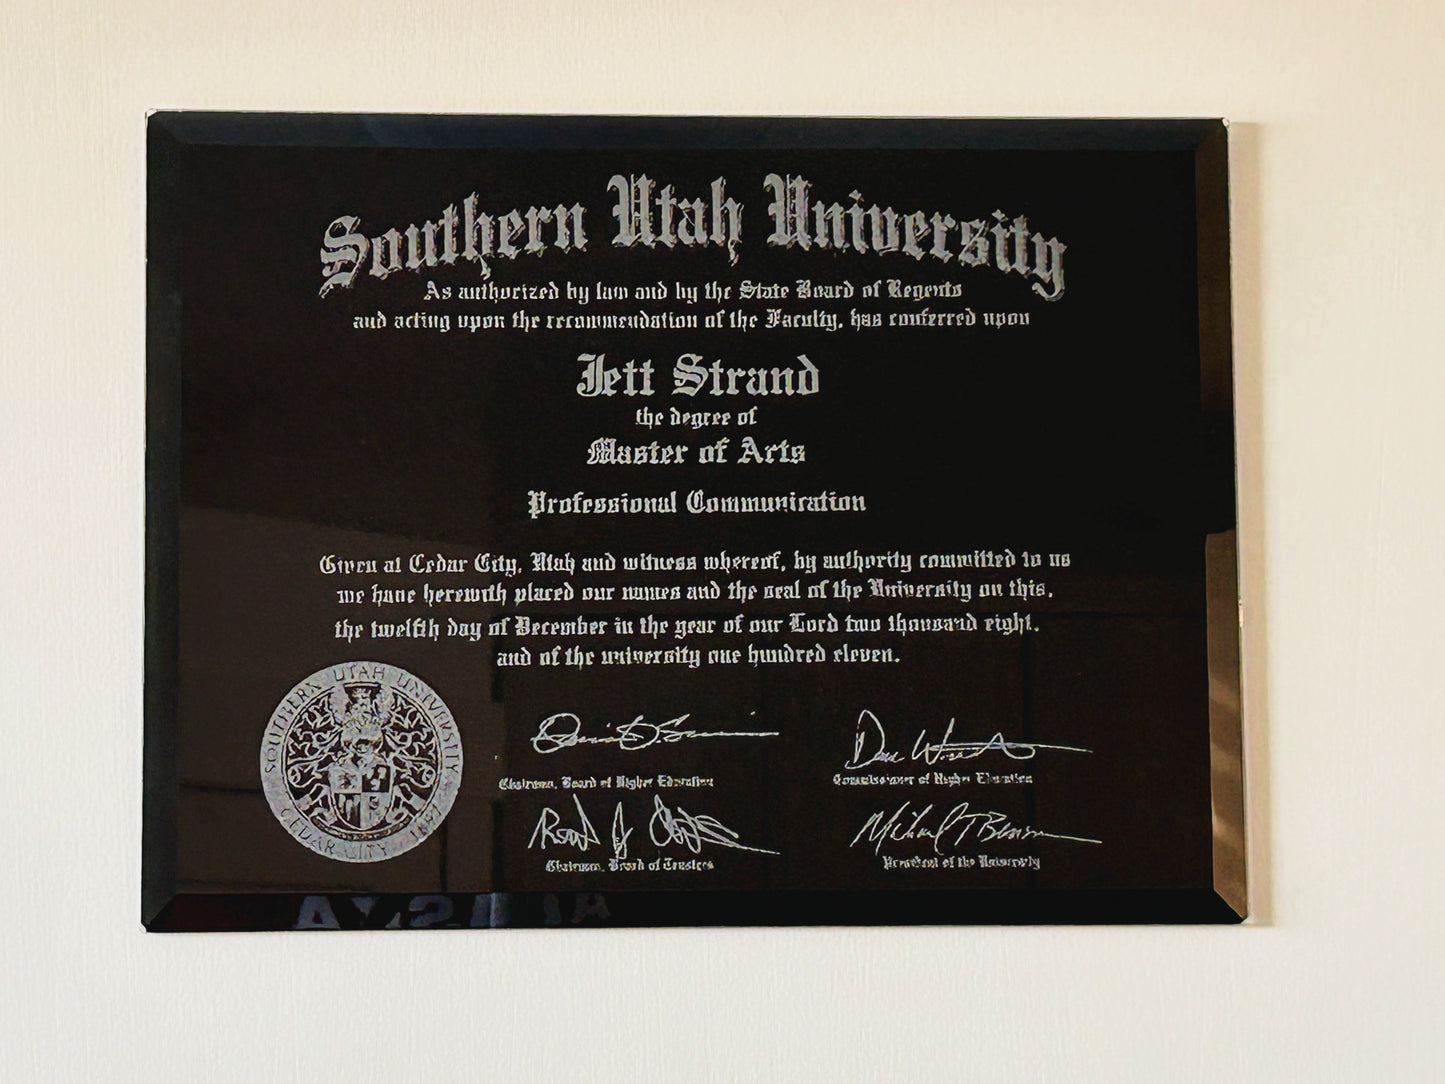 Southern Utah University
As authorized by law and by the State Board of Regents
and acting upon the recommendation of the Faculty, has conferred upon
Jett Strand
the degree of
Master of Arts
Professional Communication
Given at Cedar City, Utah and witness whereof, by authority committed to us
we have herewith placed our names and the seal of the University on this,
the twelfth day of December in the year of our Lord two thousand eight,
and of the university one hundred eleven.
SOUTHERN UTAH UNIVERSITY
CEDAR CITY 1897
Chairman, Board of Higher Education
Commissioner of Higher Education
Michael T Benson
Chairman, Board of Trustees
President of the University